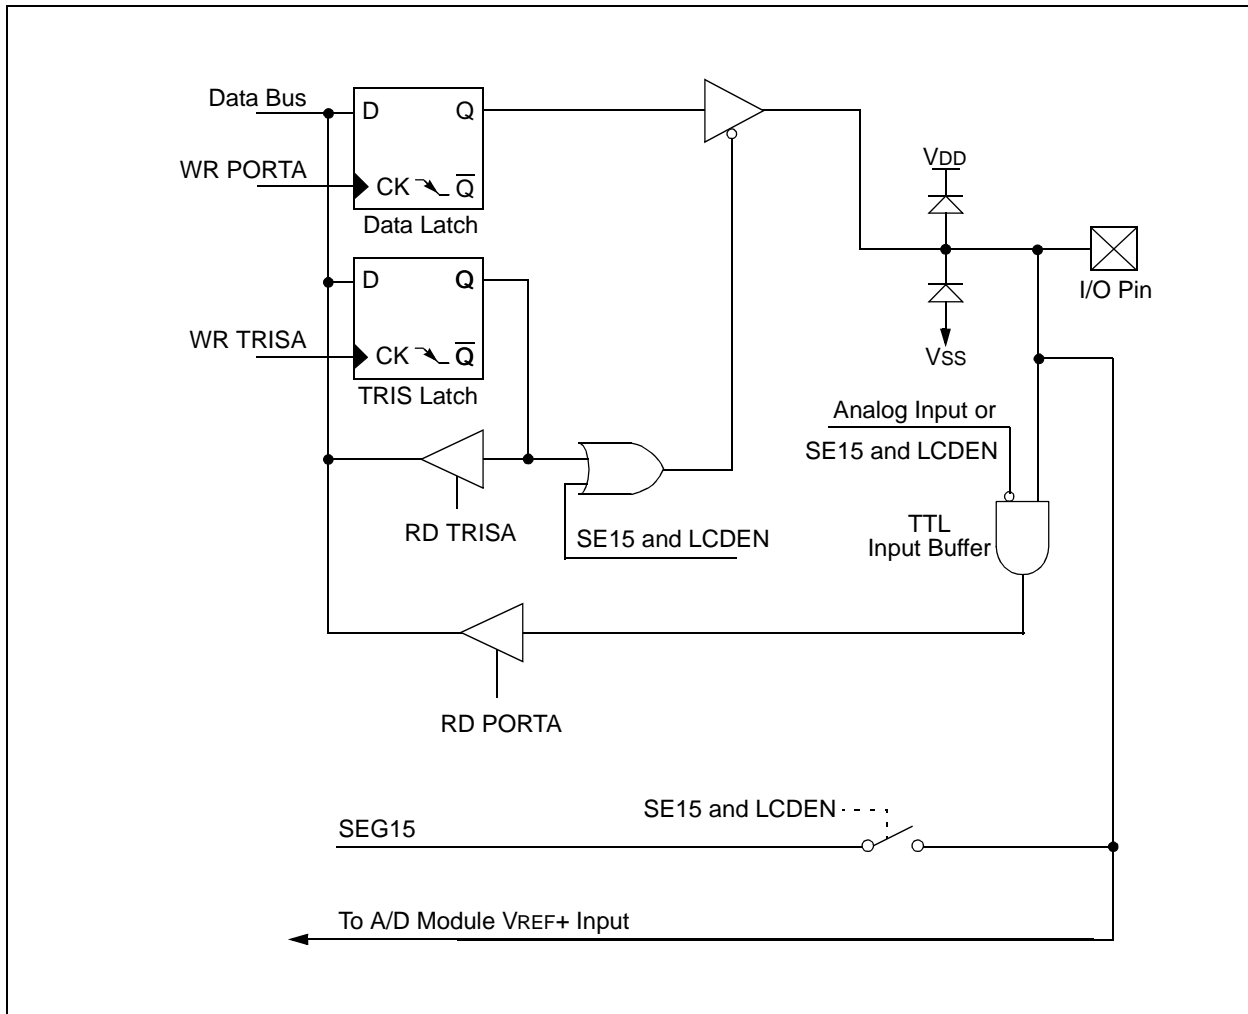 Data Bus
D
Q
WR PORTA
CK
Q̅
Data Latch
VDD
D
Q
I/O Pin
WR TRISA
CK
Q̅
VSS
TRIS Latch
Analog Input or
SE15 and LCDEN
RD TRISA
SE15 and LCDEN
TTL
Input Buffer
RD PORTA
SE15 and LCDEN
SEG15
To A/D Module VREF+ Input